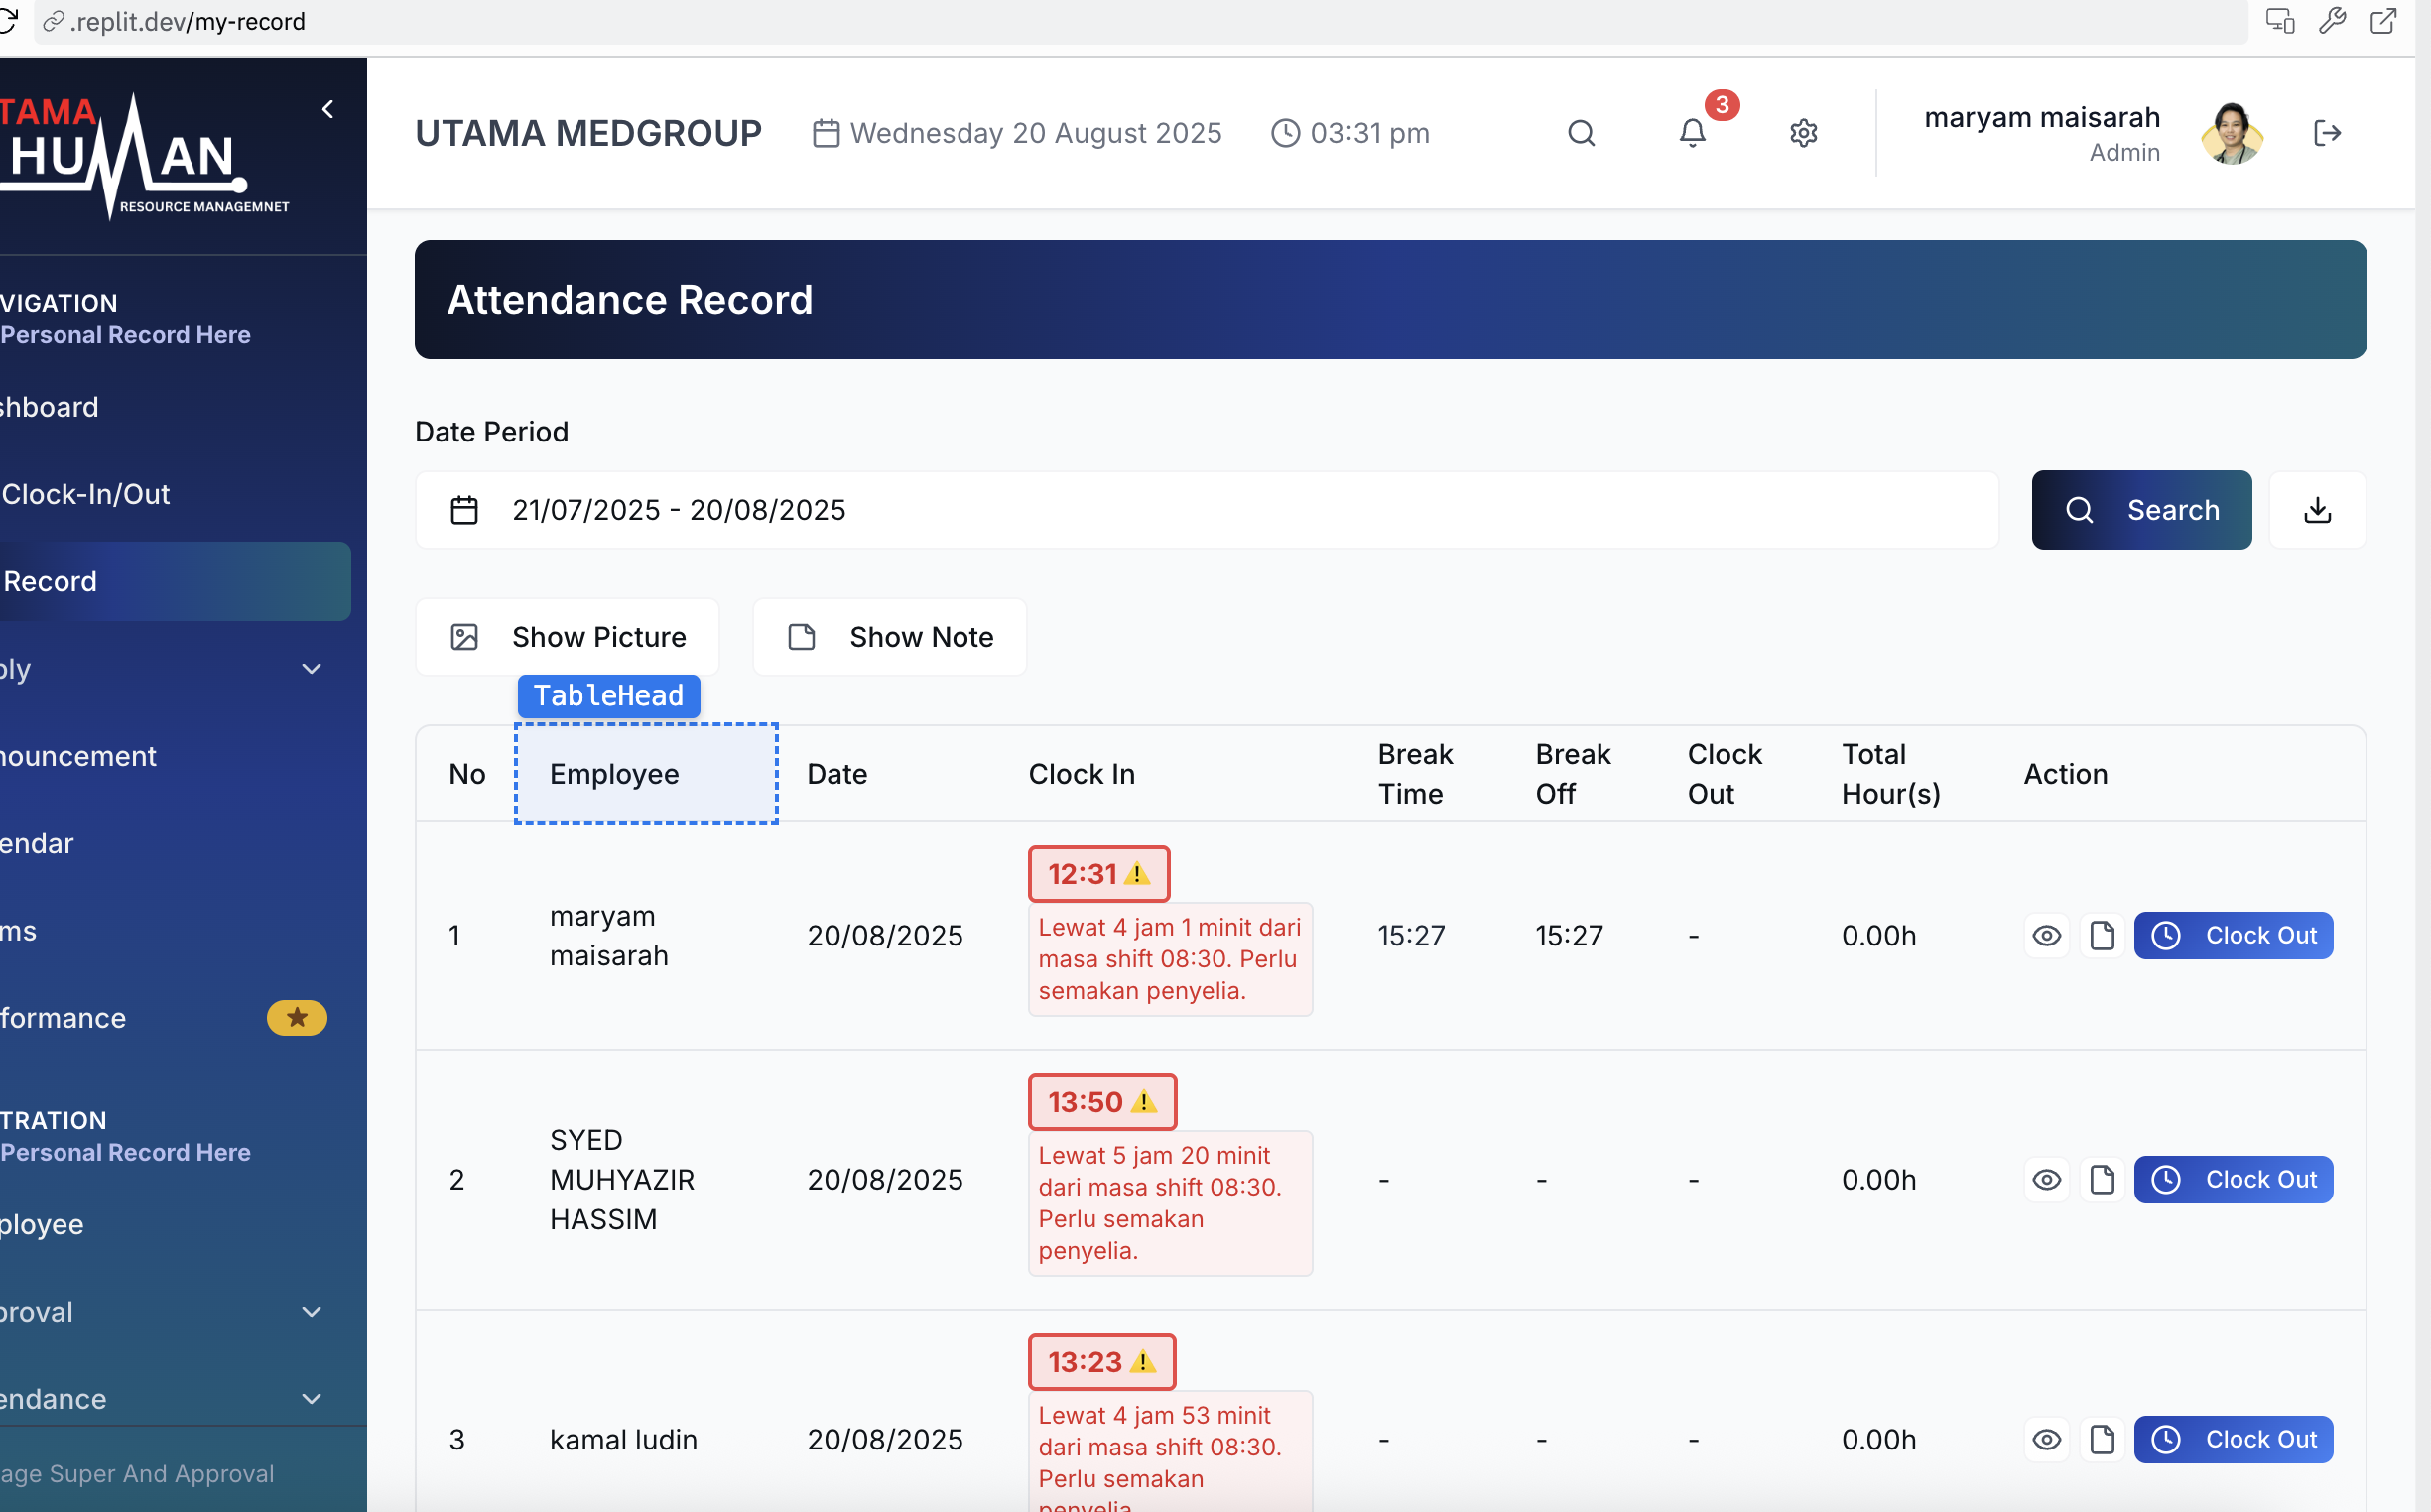 .replit.dev/my-record
TAMA
HUMAN
RESOURCE MANAGEMNET
UTAMA MEDGROUP
Wednesday 20 August 2025
03:31 pm
3
maryam maisarah
Admin
VIGATION
Personal Record Here
shboard
Clock-In/Out
Record
ply
nouncement
endar
ms
formance
TRATION
Personal Record Here
ployee
proval
endance
age Super And Approval
Attendance Record
Date Period
21/07/2025 - 20/08/2025
Search
Show Picture
Show Note
TableHead
No
Employee
Date
Clock In
Break
Time
Break
Off
Clock
Out
Total
Hour(s)
Action
1
maryam
maisarah
20/08/2025
12:31
Lewat 4 jam 1 minit dari
masa shift 08:30. Perlu
semakan penyelia.
15:27
15:27
-
0.00h
Clock Out
2
SYED
MUHYAZIR
HASSIM
20/08/2025
13:50
Lewat 5 jam 20 minit
dari masa shift 08:30.
Perlu semakan
penyelia.
-
-
-
0.00h
Clock Out
3
kamal ludin
20/08/2025
13:23
Lewat 4 jam 53 minit
dari masa shift 08:30.
Perlu semakan
penyelia
-
-
-
0.00h
Clock Out